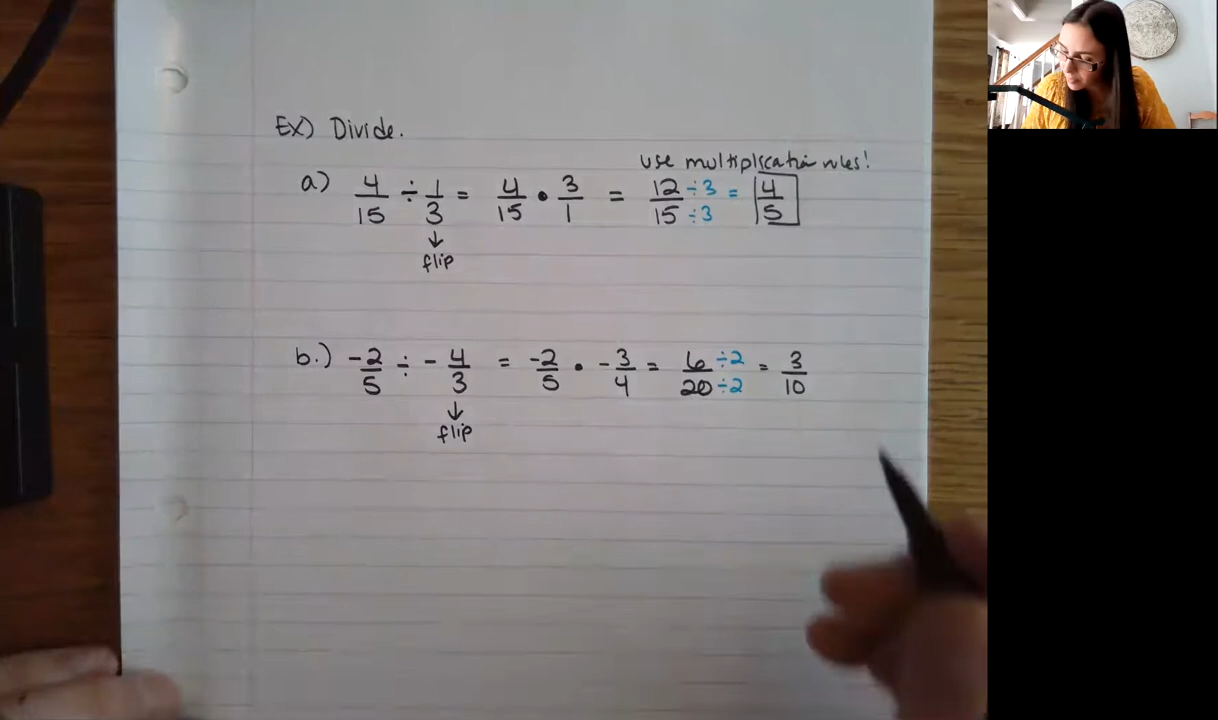 Ex) Divide.
use multiplication rules!
a) 4/15 ÷ 1/3 = 4/15 • 3/1 = 12/15 ÷3/÷3 = 4/5
↓
flip
b.) -2/5 ÷ - 4/3 = -2/5 • - 3/4 = 6/20 ÷2/÷2 = 3/10
↓
flip